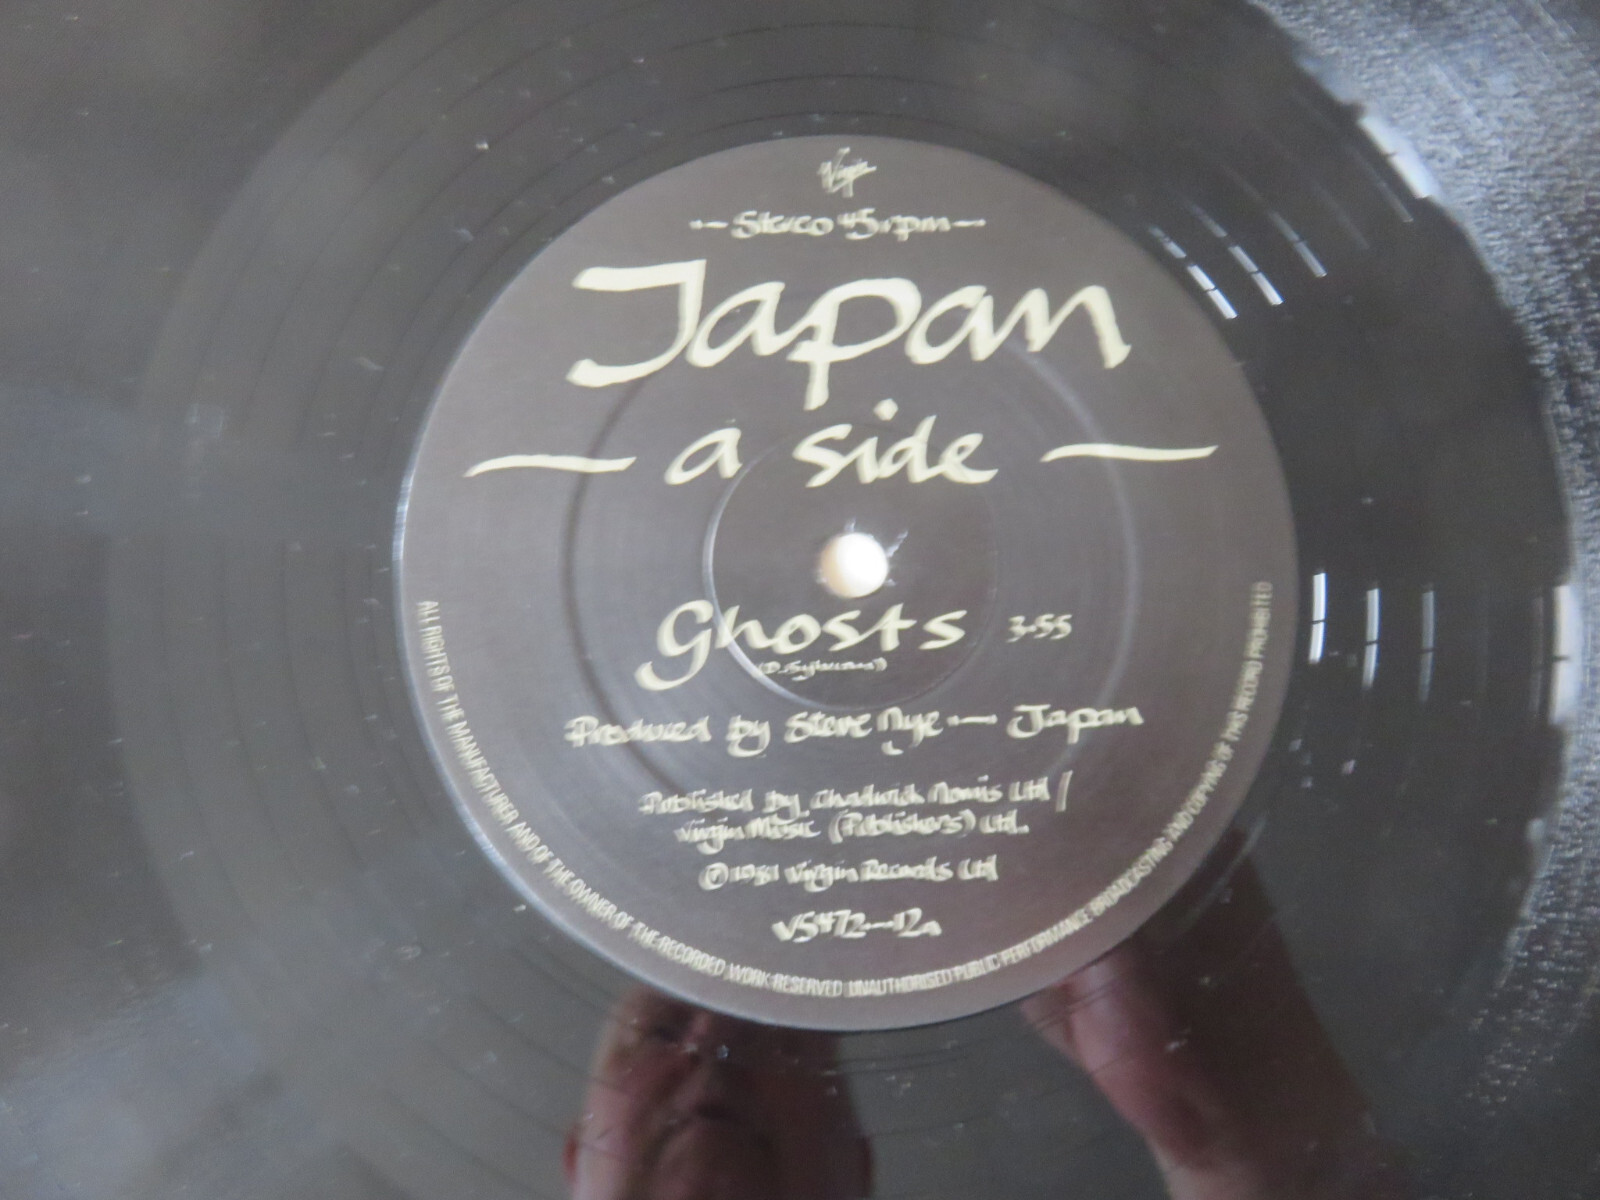 Virgin
~ Stereo 45 rpm ~
Japan
~ a side ~
Ghosts 3.55
(D. Sylvian)
Produced by Steve Nye ~ Japan
Published by Chadwick Nomis Ltd /
Virgin Music (Publishers) Ltd.
Ⓟ 1981 Virgin Records Ltd
VS472~12a
ALL RIGHTS OF THE MANUFACTURER AND OF THE OWNER OF THE RECORDED WORK RESERVED UNAUTHORISED PUBLIC PERFORMANCE BROADCASTING AND COPYING OF THIS RECORD PROHIBITED